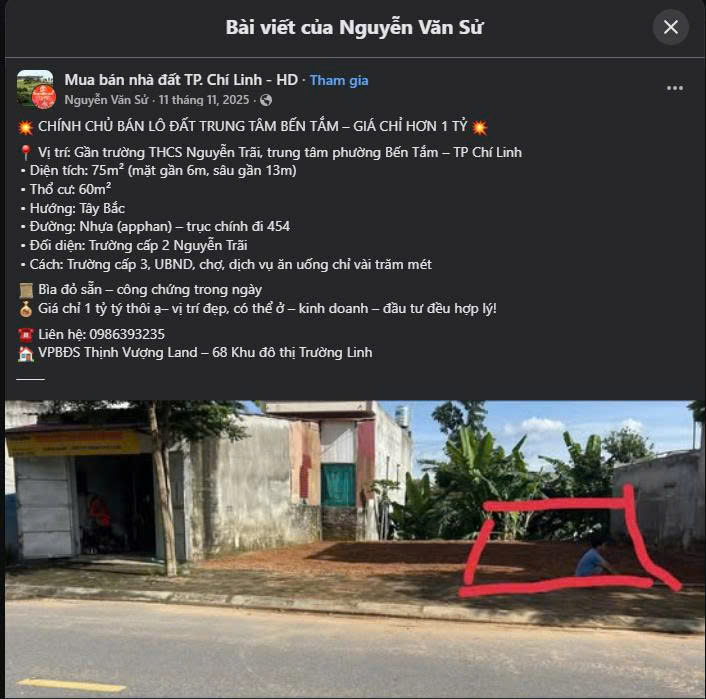 Bài viết của Nguyễn Văn Sử
Mua bán nhà đất TP. Chí Linh - HD · Tham gia
Nguyễn Văn Sử · 11 tháng 11, 2025 ·
💥 CHÍNH CHỦ BÁN LÔ ĐẤT TRUNG TÂM BẾN TẮM – GIÁ CHỈ HƠN 1 TỶ 💥
📍 Vị trí: Gần trường THCS Nguyễn Trãi, trung tâm phường Bến Tắm – TP Chí Linh
• Diện tích: 75m² (mặt gần 6m, sâu gần 13m)
• Thổ cư: 60m²
• Hướng: Tây Bắc
• Đường: Nhựa (apphan) – trục chính đi 454
• Đối diện: Trường cấp 2 Nguyễn Trãi
• Cách: Trường cấp 3, UBND, chợ, dịch vụ ăn uống chỉ vài trăm mét
📜 Bìa đỏ sẵn – công chứng trong ngày
💰 Giá chỉ 1 tỷ tý thôi ạ– vị trí đẹp, có thể ở – kinh doanh – đầu tư đều hợp lý!
☎️ Liên hệ: 0986393235
🏠 VPBĐS Thịnh Vượng Land – 68 Khu đô thị Trường Linh